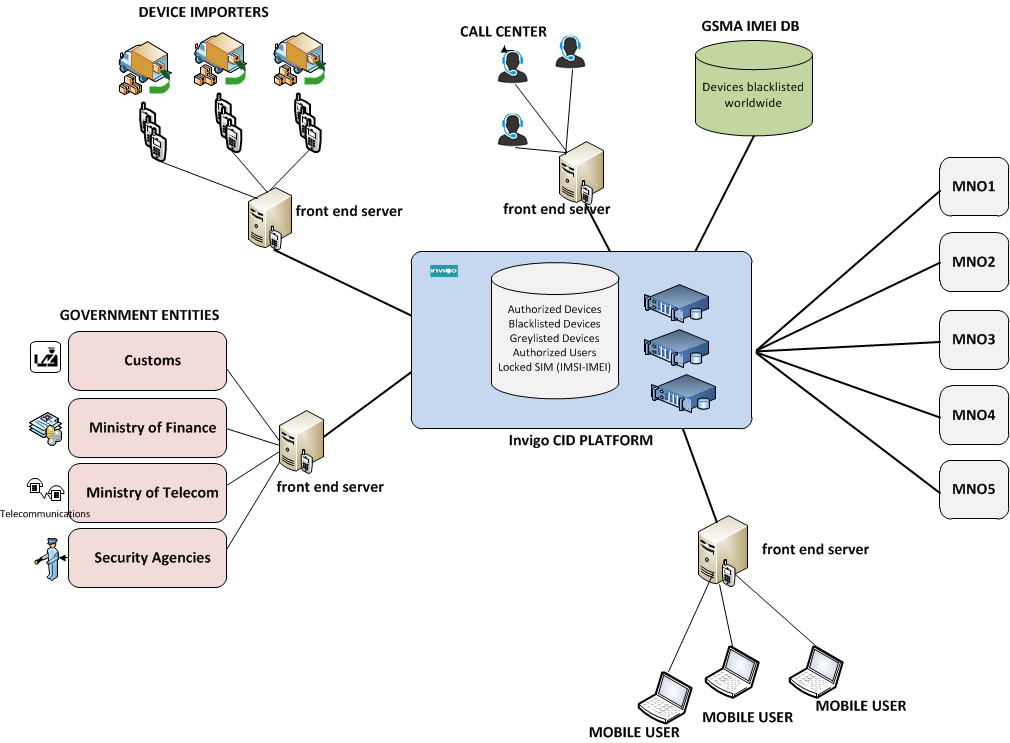 DEVICE IMPORTERS
CALL CENTER
GSMA IMEI DB
Devices blacklisted
worldwide
front end server
front end server
MNO1
MNO2
MNO3
MNO4
MNO5
invigo
Authorized Devices
Blacklisted Devices
Greylisted Devices
Authorized Users
Locked SIM (IMSI-IMEI)
Invigo CID PLATFORM
GOVERNMENT ENTITIES
Customs
Ministry of Finance
Ministry of Telecom
Telecommunications
Security Agencies
front end server
front end server
MOBILE USER
MOBILE USER
MOBILE USER